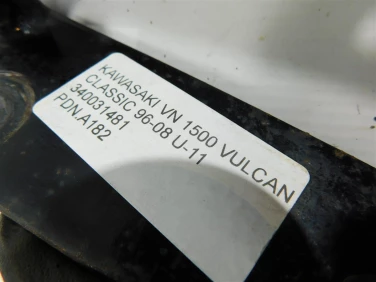 KAWASAKI VN 1500 VULCAN
CLASSIC 96-08 U-11
340031481
PDN.A182